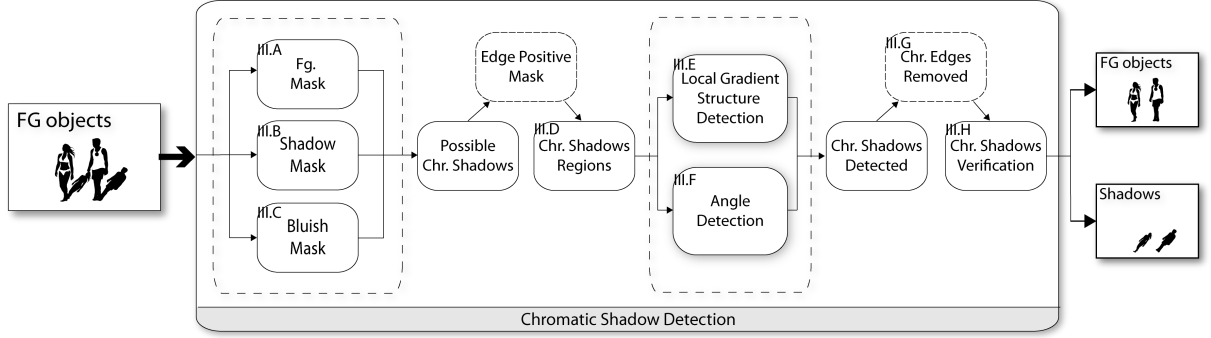 FG objects
III.A
Fg.
Mask
III.B
Shadow
Mask
III.C
Bluish
Mask
Possible
Chr. Shadows
Edge Positive
Mask
III.D
Chr. Shadows
Regions
III.E
Local Gradient
Structure
Detection
III.F
Angle
Detection
Chr. Shadows
Detected
III.G
Chr. Edges
Removed
III.H
Chr. Shadows
Verification
FG objects
Shadows
Chromatic Shadow Detection